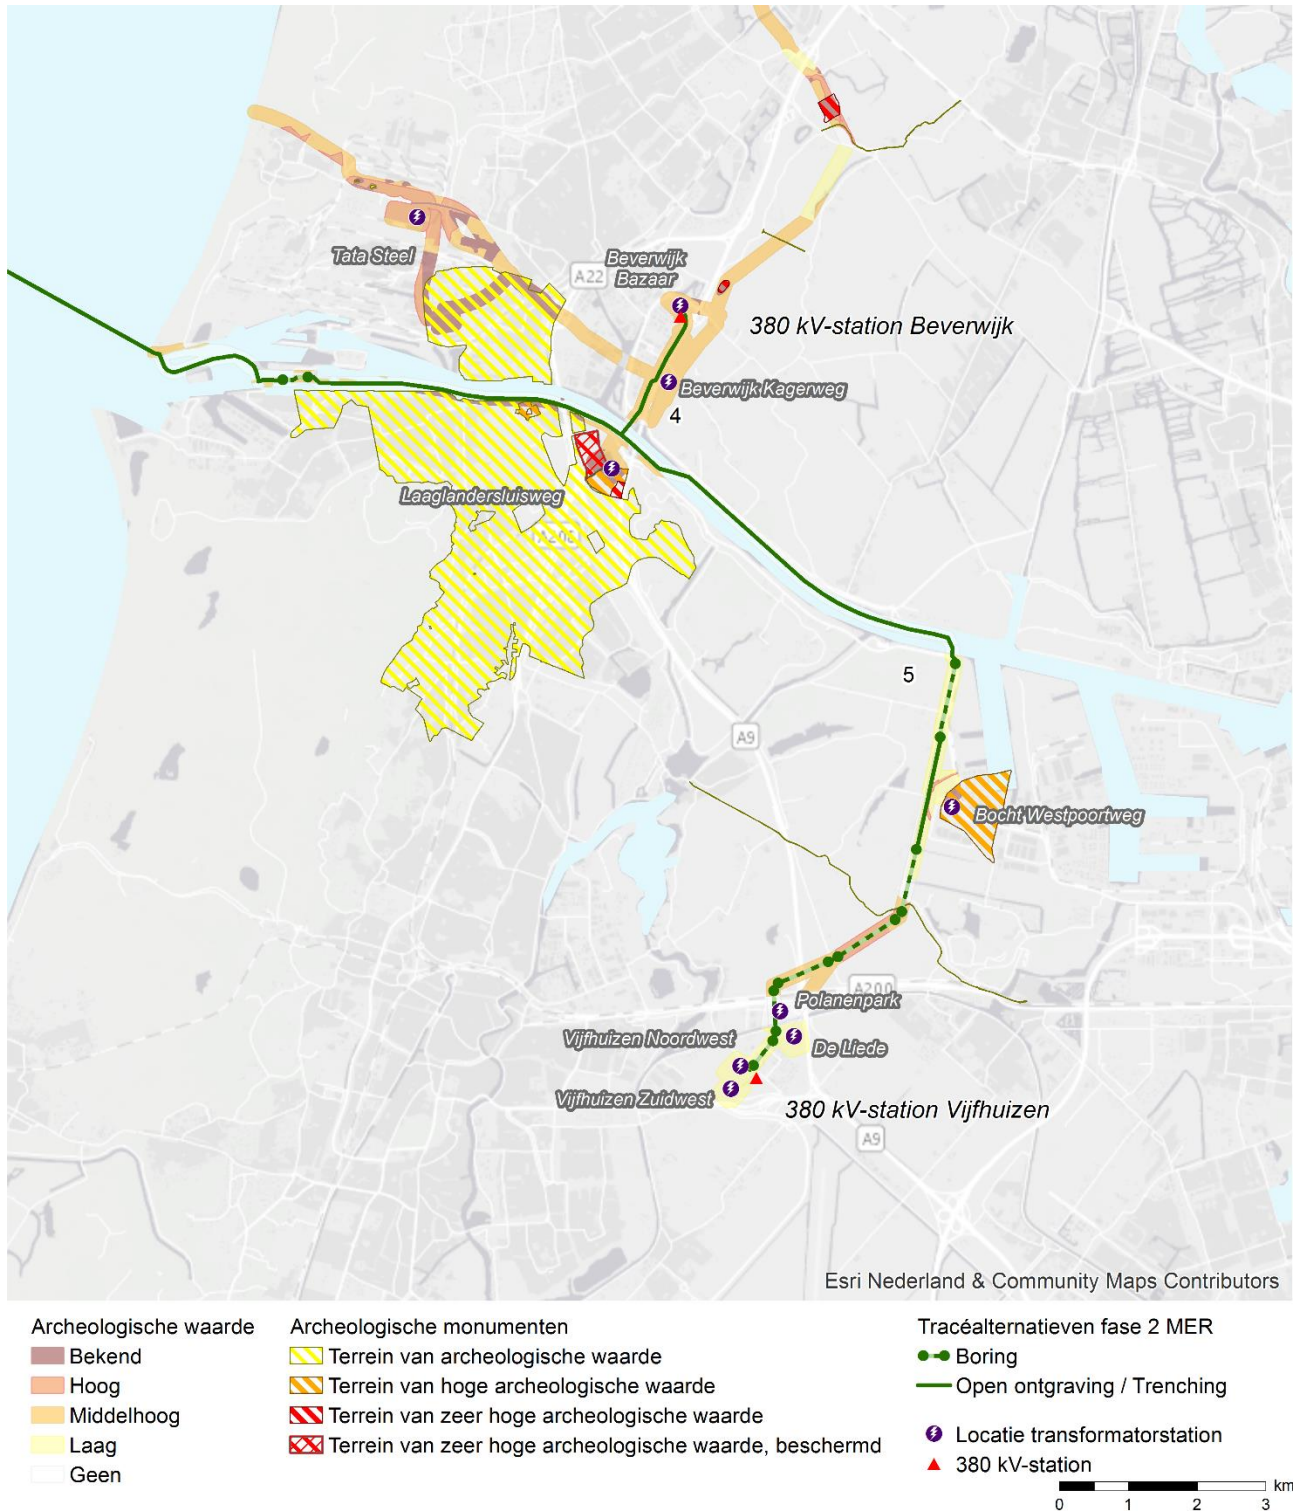 A22
Tata Steel
Beverwijk
Bazaar
380 kV-station Beverwijk
Beverwijk Kagerweg
4
Laaglandersluisweg
A208
5
A9
Bocht Westpoortweg
A200
Polanenpark
Vijfhuizen Noordwest
De Liede
Vijfhuizen Zuidwest
380 kV-station Vijfhuizen
A9
Esri Nederland & Community Maps Contributors
Archeologische waarde
Bekend
Hoog
Middelhoog
Laag
Geen
Archeologische monumenten
Terrein van archeologische waarde
Terrein van hoge archeologische waarde
Terrein van zeer hoge archeologische waarde
Terrein van zeer hoge archeologische waarde, beschermd
Tracéalternatieven fase 2 MER
Boring
Open ontgraving / Trenching
Locatie transformatorstation
380 kV-station
km
0 1 2 3